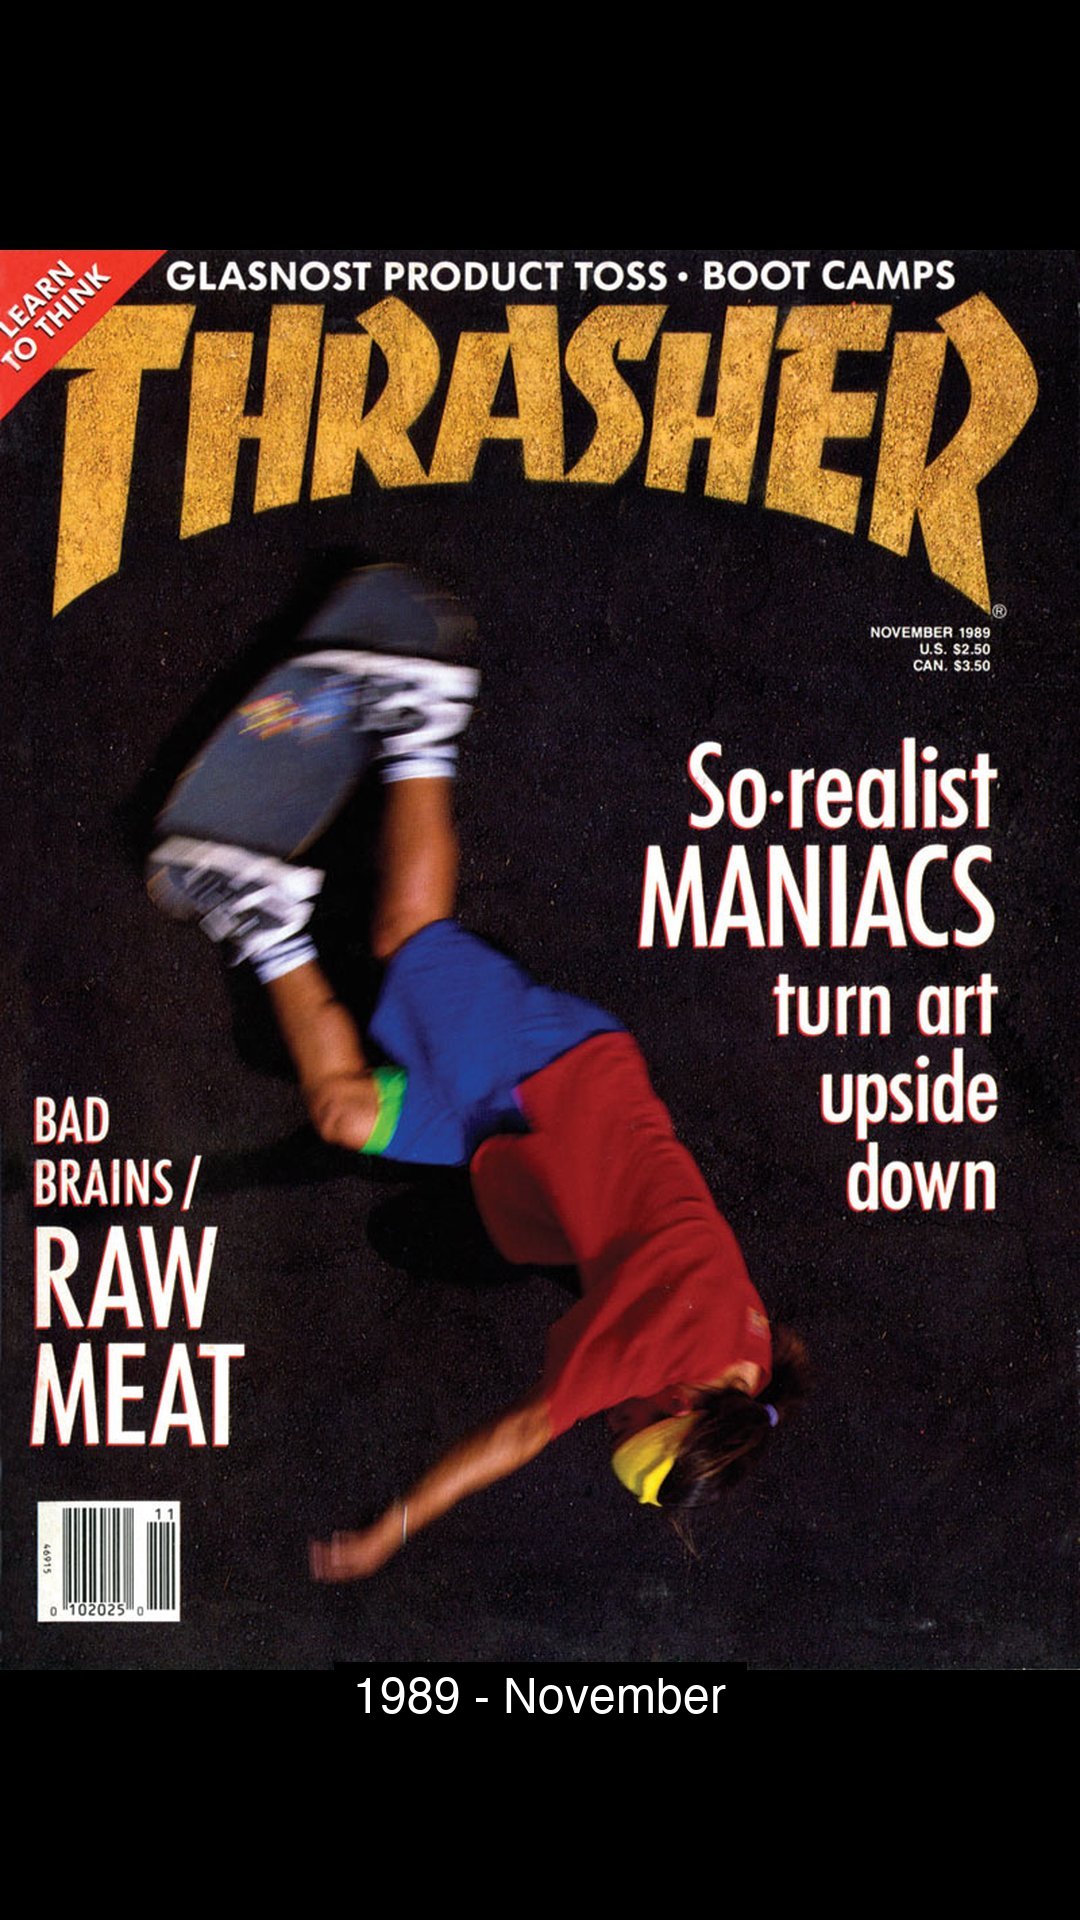 LEARN
TO THINK
GLASNOST PRODUCT TOSS • BOOT CAMPS
THRASHER®
NOVEMBER 1989
U.S. $2.50
CAN. $3.50
So•realist
MANIACS
turn art
upside
down
BAD
BRAINS/
RAW
MEAT
11
46915
0 102025 0
1989 - November